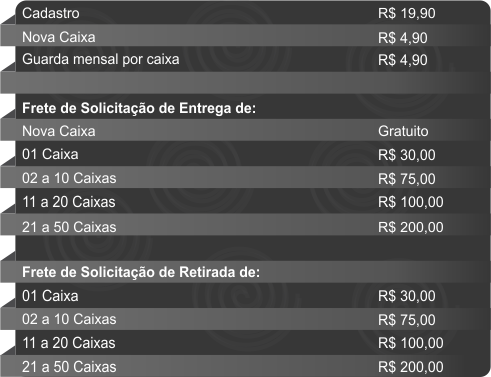 Cadastro R$ 19,90
Nova Caixa R$ 4,90
Guarda mensal por caixa R$ 4,90
Frete de Solicitação de Entrega de:
Nova Caixa Gratuito
01 Caixa R$ 30,00
02 a 10 Caixas R$ 75,00
11 a 20 Caixas R$ 100,00
21 a 50 Caixas R$ 200,00
Frete de Solicitação de Retirada de:
01 Caixa R$ 30,00
02 a 10 Caixas R$ 75,00
11 a 20 Caixas R$ 100,00
21 a 50 Caixas R$ 200,00